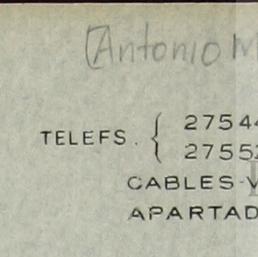 [Antonio M
TELEFS. { 2754
2755
CABLES-V
APARTAD